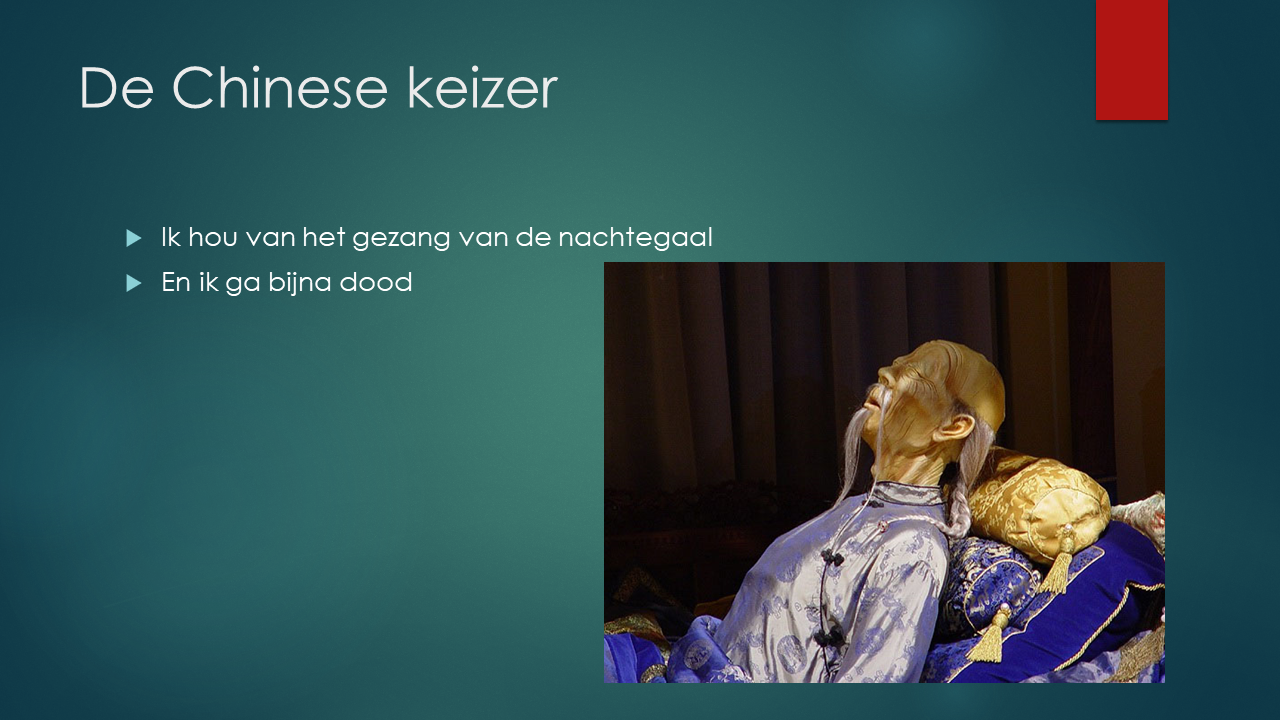 De Chinese keizer
Ik hou van het gezang van de nachtegaal
En ik ga bijna dood